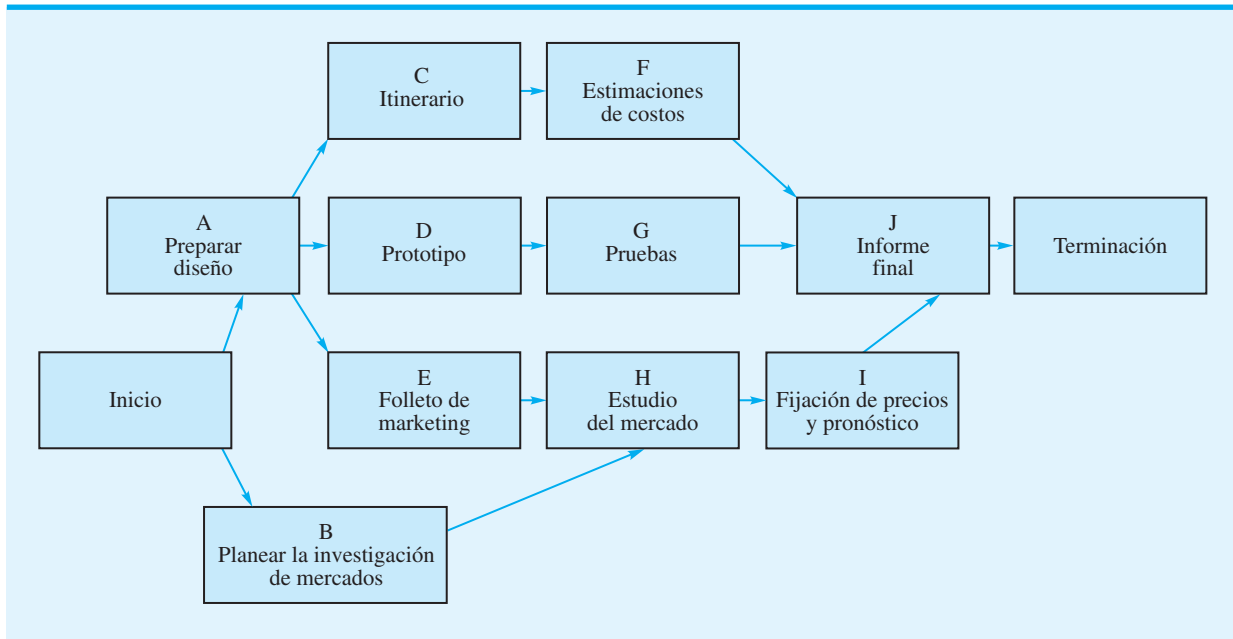 C
Itinerario
F
Estimaciones
de costos
A
Preparar
diseño
D
Prototipo
G
Pruebas
J
Informe
final
Terminación
Inicio
E
Folleto de
marketing
H
Estudio
del mercado
I
Fijación de precios
y pronóstico
B
Planear la investigación
de mercados